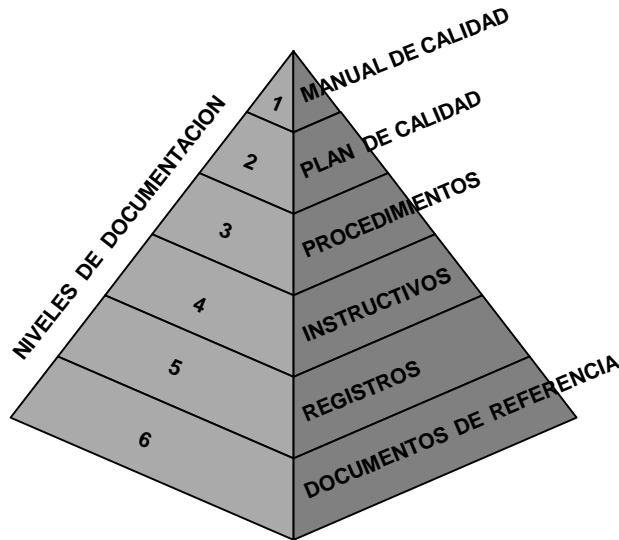 NIVELES DE DOCUMENTACION
1
MANUAL DE CALIDAD
2
PLAN DE CALIDAD
3
PROCEDIMIENTOS
4
INSTRUCTIVOS
5
REGISTROS
6
DOCUMENTOS DE REFERENCIA